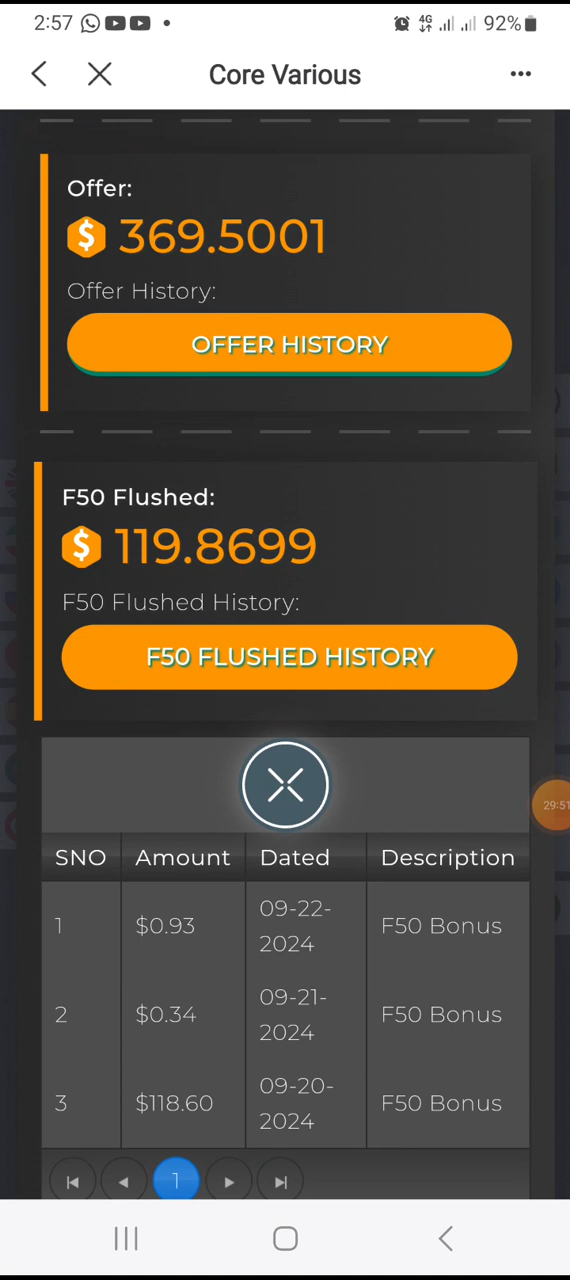 2:57 4G 92%
Core Various
Offer:
$ 369.5001
Offer History:
OFFER HISTORY
F50 Flushed:
$ 119.8699
F50 Flushed History:
F50 FLUSHED HISTORY
29:51
SNO Amount Dated Description
1 $0.93 09-22-2024 F50 Bonus
2 $0.34 09-21-2024 F50 Bonus
3 $118.60 09-20-2024 F50 Bonus
1